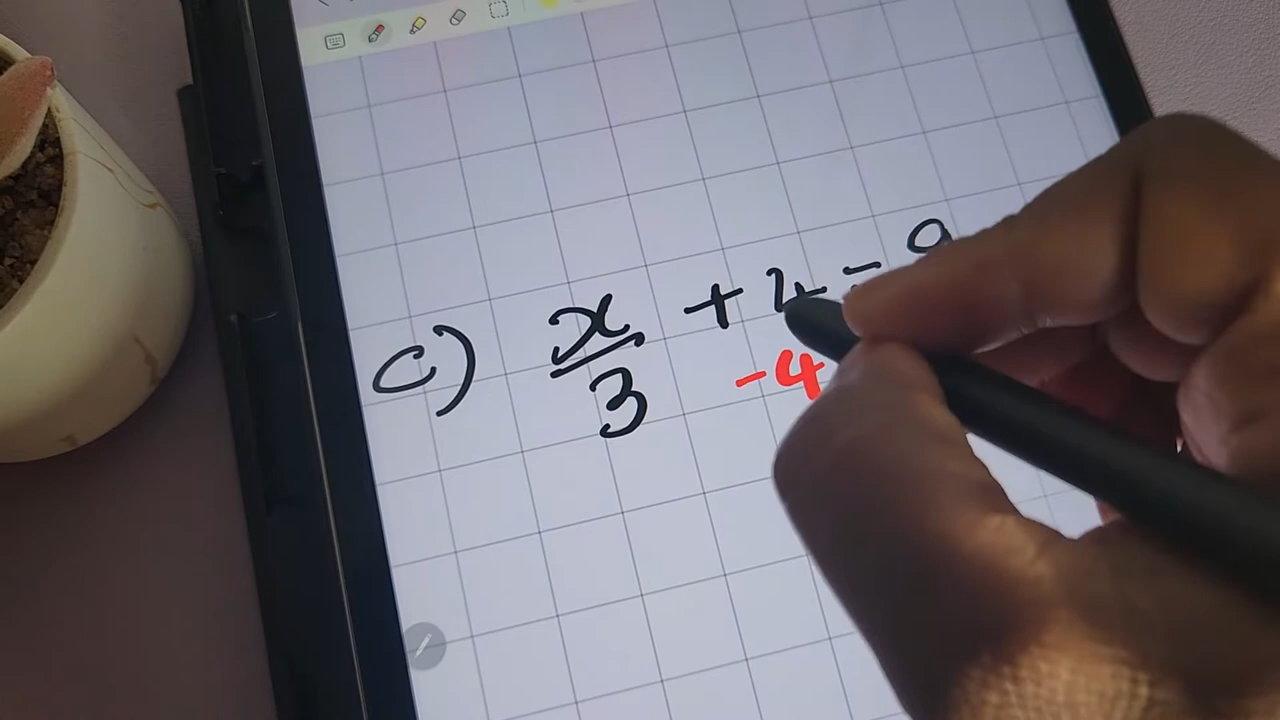 c) x/3 + 4 = 9
-4